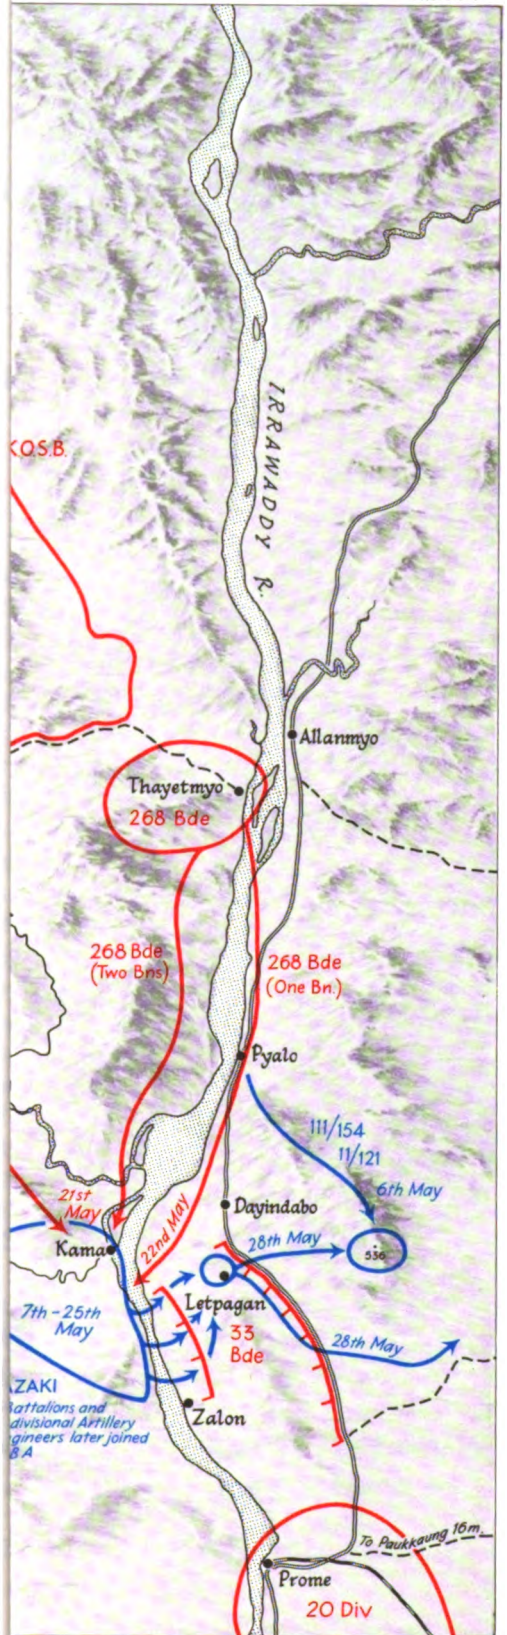 K.O.S.B.
IRRAWADDY R.
Allanmyo
Thayetmyo
268 Bde
268 Bde
(Two Bns)
268 Bde
(One Bn.)
Pyalo
111/154
11/121
6th May
21st
May
22nd May
Dayindabo
28th May
536
Kama
Letpagan
7th-25th
May
33
Bde
28th May
AZAKI
Battalions and
divisional Artillery
gineers later joined
8 A
Zalon
To Paukkaung 16m.
Prome
20 Div